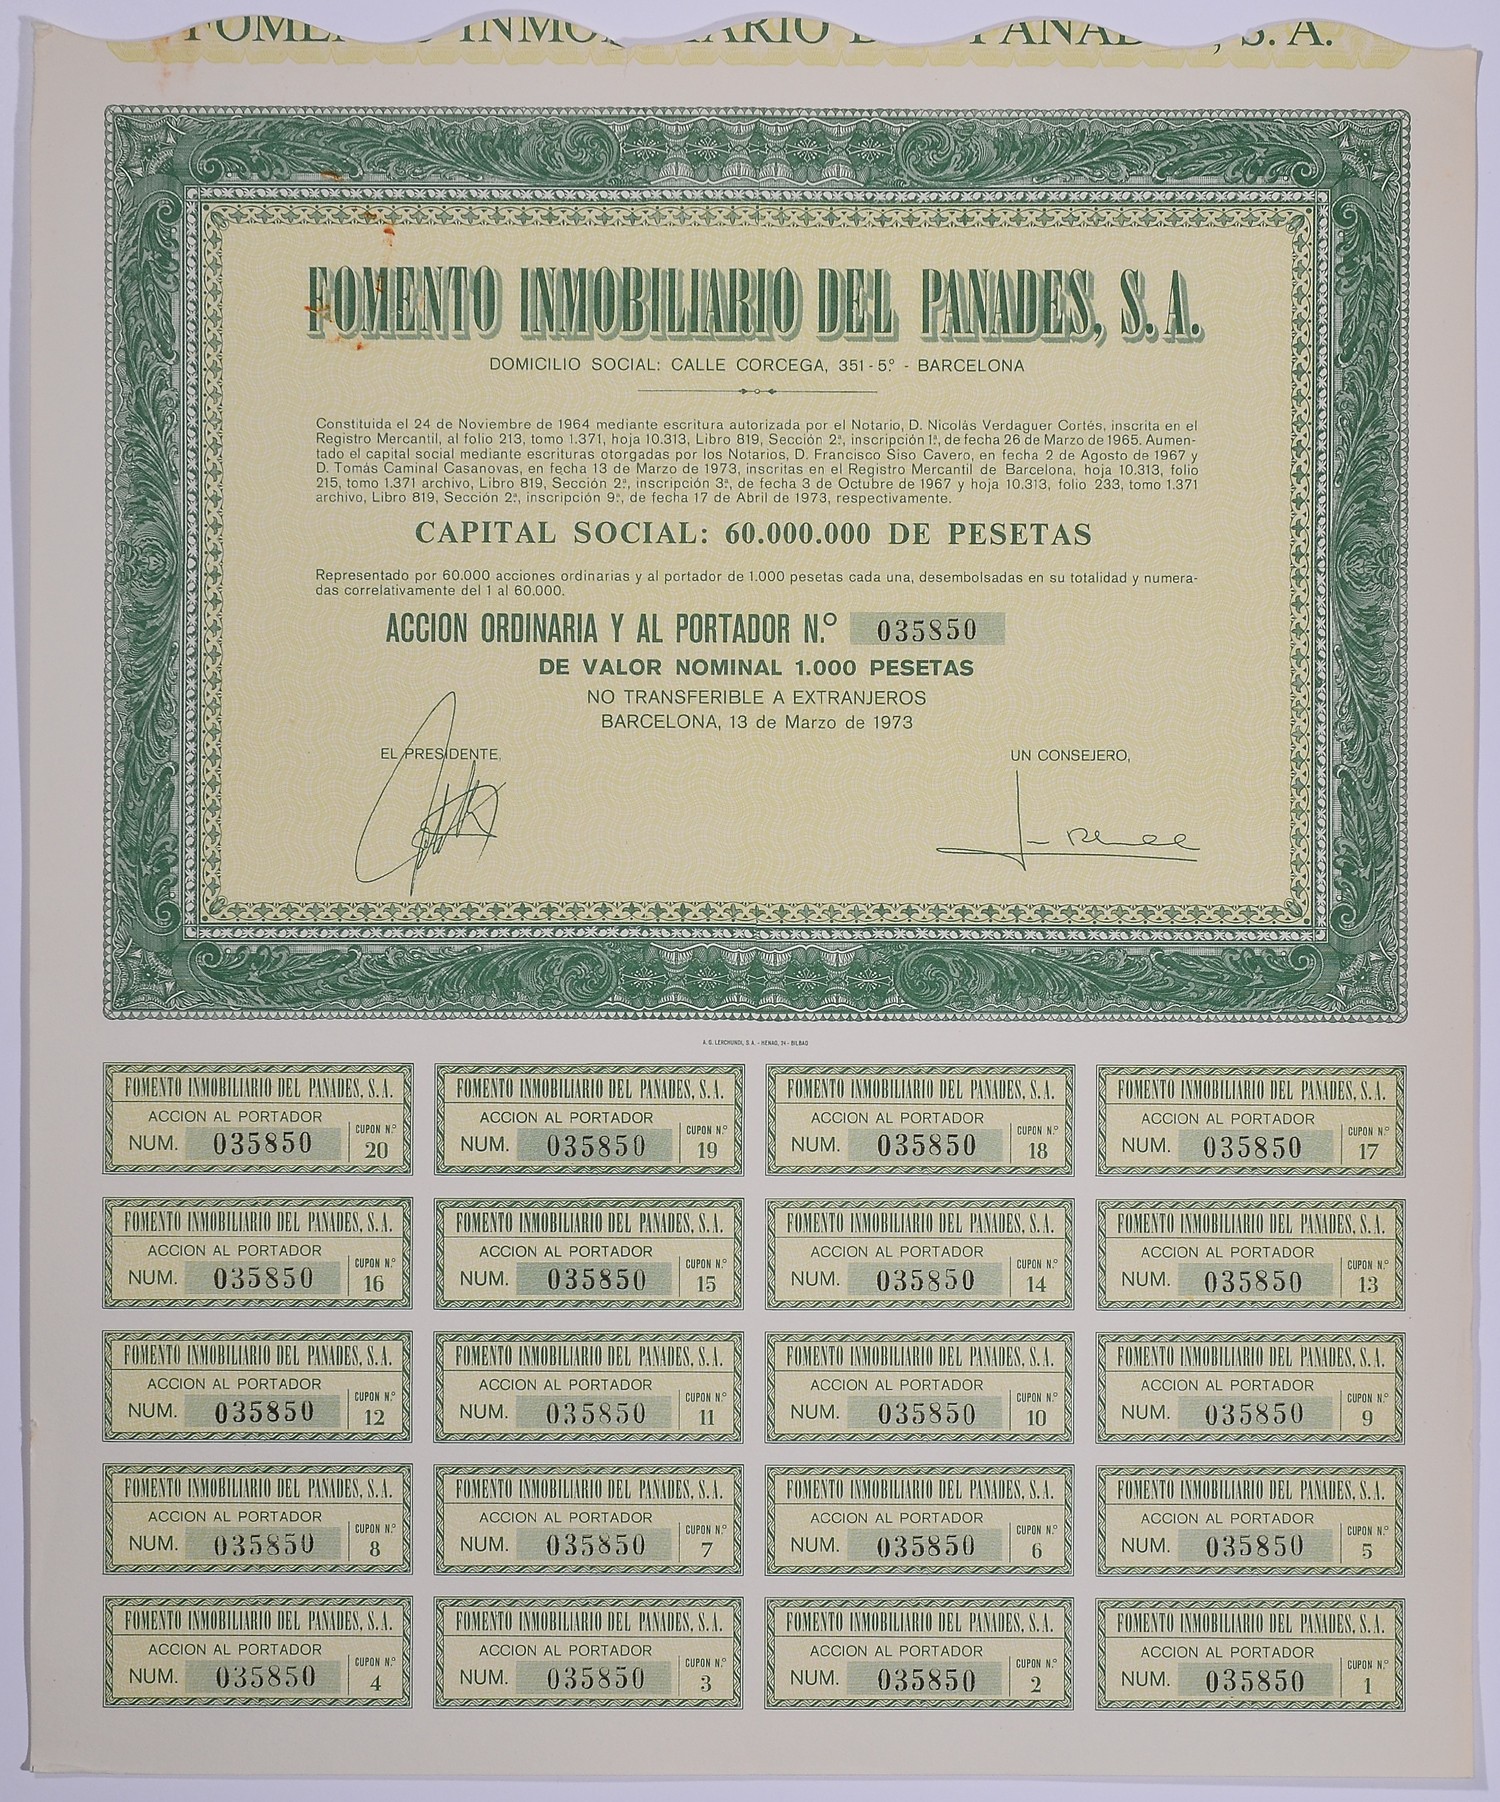 FOMENTO INMOBILIARIO DEL PANADES, S. A.
FOMENTO INMOBILIARIO DEL PANADES, S. A.
DOMICILIO SOCIAL: CALLE CORCEGA, 351 - 5.º - BARCELONA
Constituida el 24 de Noviembre de 1964 mediante escritura autorizada por el Notario, D. Nicolás Verdaguer Cortés, inscrita en el
Registro Mercantil, al folio 213, tomo 1.371, hoja 10.313, Libro 819, Sección 2ª, inscripción 1ª, de fecha 26 de Marzo de 1965. Aumen-
tado el capital social mediante escrituras otorgadas por los Notarios, D. Francisco Siso Cavero, en fecha 2 de Agosto de 1967 y
D. Tomás Caminal Casanovas, en fecha 13 de Marzo de 1973, inscritas en el Registro Mercantil de Barcelona, hoja 10.313, folio
215, tomo 1.371 archivo, Libro 819, Sección 2ª, inscripción 3ª, de fecha 3 de Octubre de 1967 y hoja 10.313, folio 233, tomo 1.371
archivo, Libro 819, Sección 2ª, inscripción 9ª, de fecha 17 de Abril de 1973, respectivamente.
CAPITAL SOCIAL: 60.000.000 DE PESETAS
Representado por 60.000 acciones ordinarias y al portador de 1.000 pesetas cada una, desembolsadas en su totalidad y numera-
das correlativamente del 1 al 60.000.
ACCION ORDINARIA Y AL PORTADOR N.º 035850
DE VALOR NOMINAL 1.000 PESETAS
NO TRANSFERIBLE A EXTRANJEROS
BARCELONA, 13 de Marzo de 1973
EL PRESIDENTE,
UN CONSEJERO,
A. G. LERCHUNDI, S. A. - HENAO, 24 - BILBAO
FOMENTO INMOBILIARIO DEL PANADES, S. A.
ACCION AL PORTADOR
NUM. 035850
CUPON N.º
20
FOMENTO INMOBILIARIO DEL PANADES, S. A.
ACCION AL PORTADOR
NUM. 035850
CUPON N.º
19
FOMENTO INMOBILIARIO DEL PANADES, S. A.
ACCION AL PORTADOR
NUM. 035850
CUPON N.º
18
FOMENTO INMOBILIARIO DEL PANADES, S. A.
ACCION AL PORTADOR
NUM. 035850
CUPON N.º
17
FOMENTO INMOBILIARIO DEL PANADES, S. A.
ACCION AL PORTADOR
NUM. 035850
CUPON N.º
16
FOMENTO INMOBILIARIO DEL PANADES, S. A.
ACCION AL PORTADOR
NUM. 035850
CUPON N.º
15
FOMENTO INMOBILIARIO DEL PANADES, S. A.
ACCION AL PORTADOR
NUM. 035850
CUPON N.º
14
FOMENTO INMOBILIARIO DEL PANADES, S. A.
ACCION AL PORTADOR
NUM. 035850
CUPON N.º
13
FOMENTO INMOBILIARIO DEL PANADES, S. A.
ACCION AL PORTADOR
NUM. 035850
CUPON N.º
12
FOMENTO INMOBILIARIO DEL PANADES, S. A.
ACCION AL PORTADOR
NUM. 035850
CUPON N.º
11
FOMENTO INMOBILIARIO DEL PANADES, S. A.
ACCION AL PORTADOR
NUM. 035850
CUPON N.º
10
FOMENTO INMOBILIARIO DEL PANADES, S. A.
ACCION AL PORTADOR
NUM. 035850
CUPON N.º
9
FOMENTO INMOBILIARIO DEL PANADES, S. A.
ACCION AL PORTADOR
NUM. 035850
CUPON N.º
8
FOMENTO INMOBILIARIO DEL PANADES, S. A.
ACCION AL PORTADOR
NUM. 035850
CUPON N.º
7
FOMENTO INMOBILIARIO DEL PANADES, S. A.
ACCION AL PORTADOR
NUM. 035850
CUPON N.º
6
FOMENTO INMOBILIARIO DEL PANADES, S. A.
ACCION AL PORTADOR
NUM. 035850
CUPON N.º
5
FOMENTO INMOBILIARIO DEL PANADES, S. A.
ACCION AL PORTADOR
NUM. 035850
CUPON N.º
4
FOMENTO INMOBILIARIO DEL PANADES, S. A.
ACCION AL PORTADOR
NUM. 035850
CUPON N.º
3
FOMENTO INMOBILIARIO DEL PANADES, S. A.
ACCION AL PORTADOR
NUM. 035850
CUPON N.º
2
FOMENTO INMOBILIARIO DEL PANADES, S. A.
ACCION AL PORTADOR
NUM. 035850
CUPON N.º
1